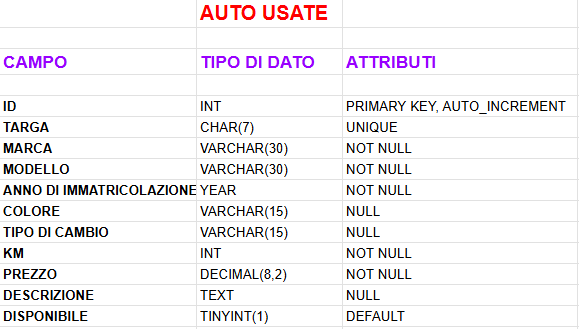 AUTO USATE
CAMPO TIPO DI DATO ATTRIBUTI
ID INT PRIMARY KEY, AUTO_INCREMENT
TARGA CHAR(7) UNIQUE
MARCA VARCHAR(30) NOT NULL
MODELLO VARCHAR(30) NOT NULL
ANNO DI IMMATRICOLAZIONE YEAR NOT NULL
COLORE VARCHAR(15) NULL
TIPO DI CAMBIO VARCHAR(15) NULL
KM INT NOT NULL
PREZZO DECIMAL(8,2) NOT NULL
DESCRIZIONE TEXT NULL
DISPONIBILE TINYINT(1) DEFAULT